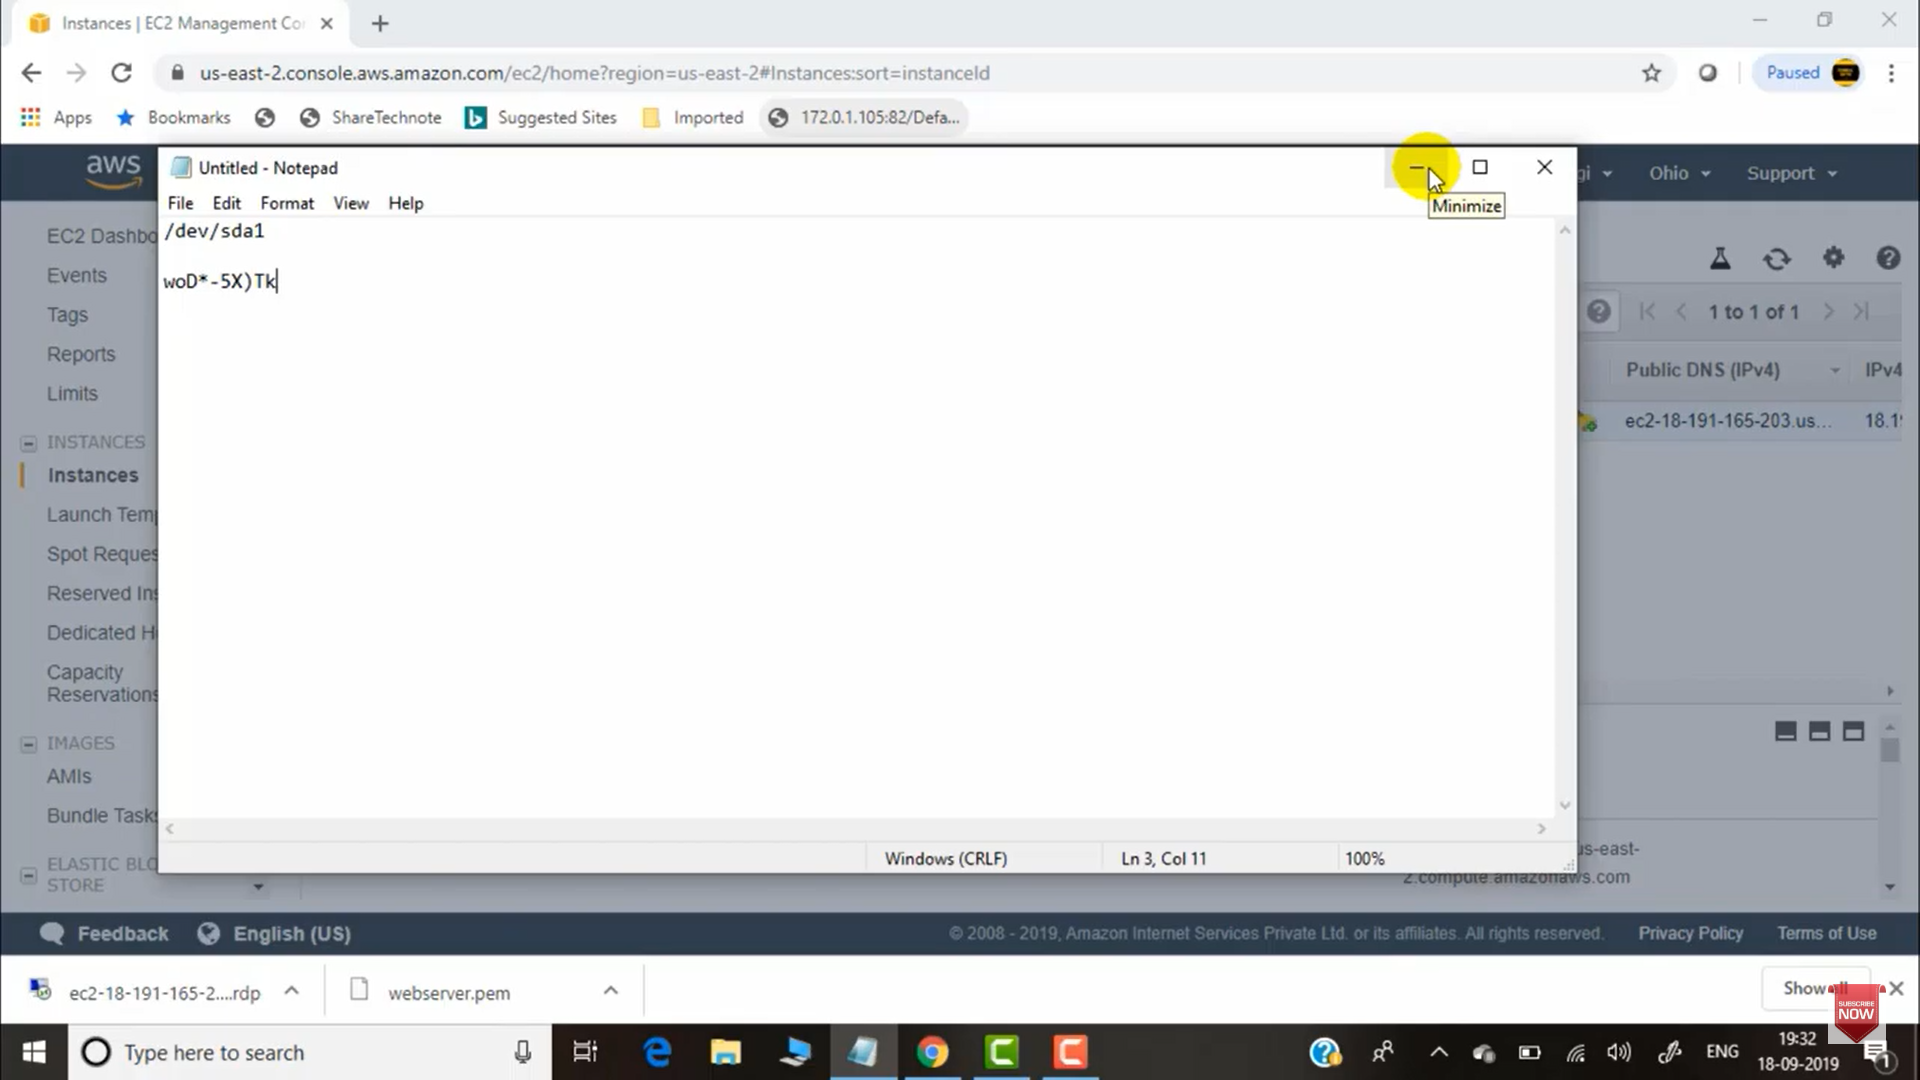 Instances | EC2 Management Co
us-east-2.console.aws.amazon.com/ec2/home?region=us-east-2#Instances:sort=instanceId
Paused
Apps
Bookmarks
ShareTechnote
Suggested Sites
Imported
172.0.1.105:82/Defa...
aws
Untitled - Notepad
gi
Ohio
Support
Minimize
File Edit Format View Help
/dev/sda1
woD*-5X)Tk
EC2 Dashbo
Events
Tags
Reports
Limits
INSTANCES
Instances
Launch Temp
Spot Reques
Reserved Ins
Dedicated H
Capacity
Reservations
IMAGES
AMIs
Bundle Tasks
ELASTIC BLO
STORE
1 to 1 of 1
Public DNS (IPv4)
IPv4
ec2-18-191-165-203.us...
18.19
Windows (CRLF)
Ln 3, Col 11
100%
us-east-
2.compute.amazonaws.com
Feedback
English (US)
© 2008 - 2019, Amazon Internet Services Private Ltd. or its affiliates. All rights reserved.
Privacy Policy
Terms of Use
ec2-18-191-165-2....rdp
webserver.pem
Show all
SUBSCRIBE
NOW
Type here to search
ENG
19:32
18-09-2019
1